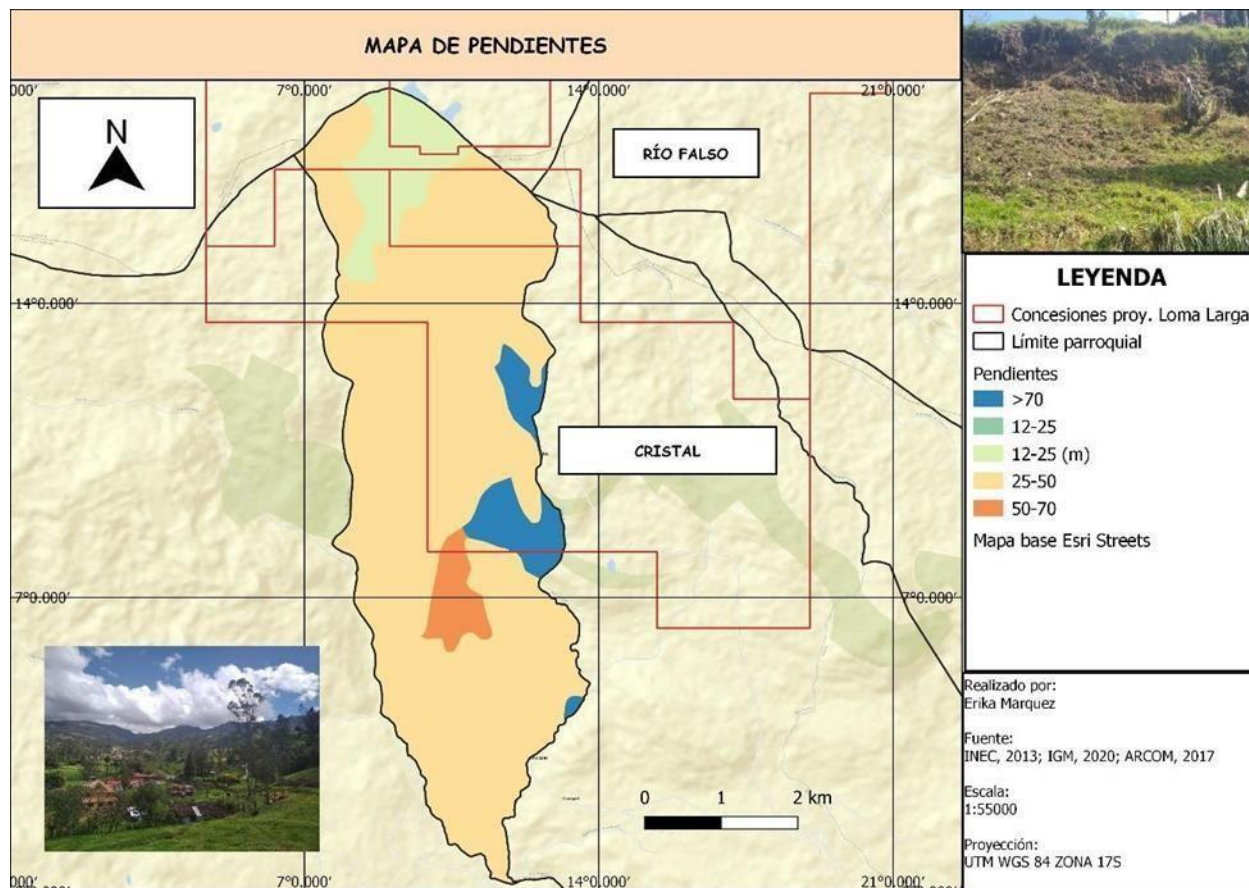 MAPA DE PENDIENTES
00'
7°0.000'
14°0.000'
21°0.000'
N
RÍO FALSO
14°0.000'
14°0.000'
CRISTAL
7°0.000'
7°0.000'
0 1 2 km
00'
7°0.000'
14°0.000'
21°0.000'
LEYENDA
Concesiones proy. Loma Larga
Límite parroquial
Pendientes
>70
12-25
12-25 (m)
25-50
50-70
Mapa base Esri Streets
Realizado por:
Erika Marquez
Fuente:
INEC, 2013; IGM, 2020; ARCOM, 2017
Escala:
1:55000
Proyección:
UTM WGS 84 ZONA 17S